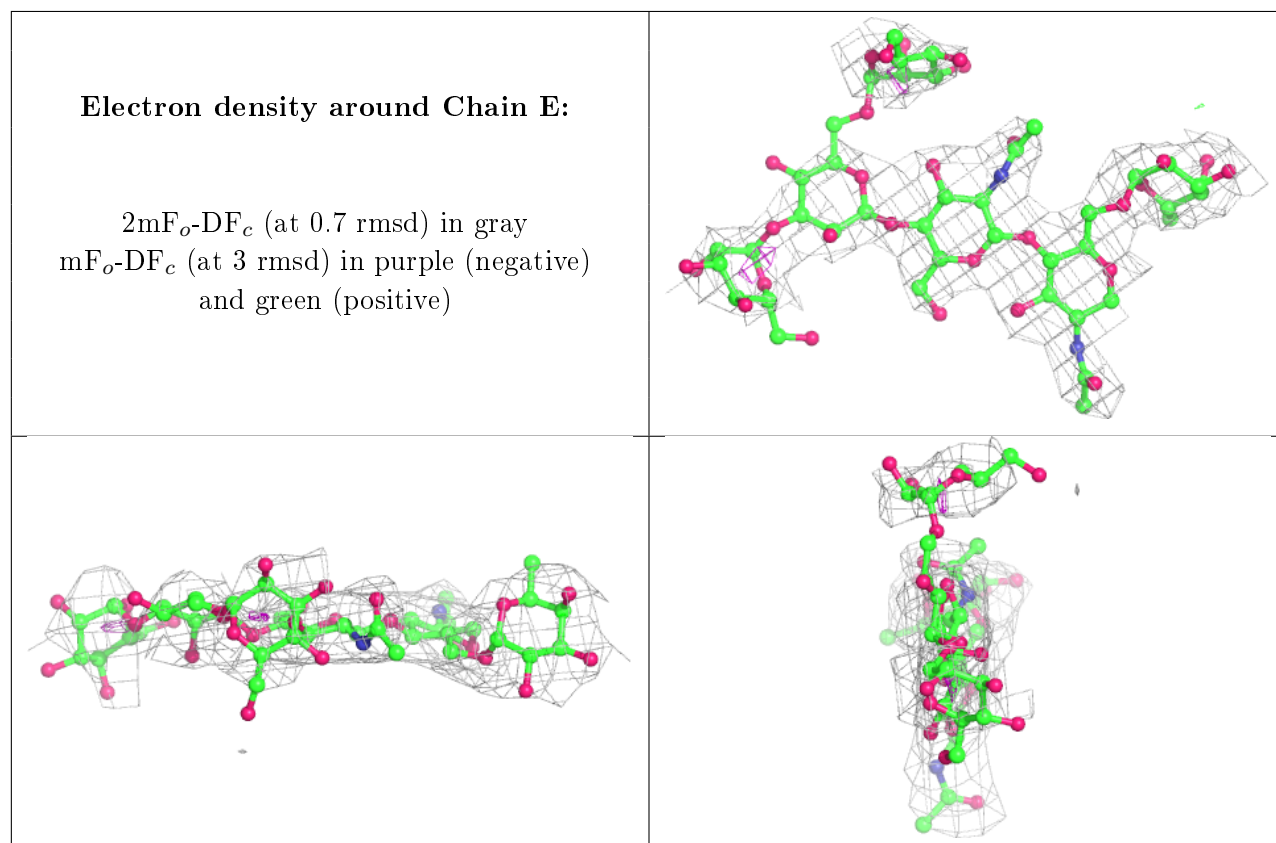 Electron density around Chain E:
2mFo-DFc (at 0.7 rmsd) in gray
mFo-DFc (at 3 rmsd) in purple (negative)
and green (positive)